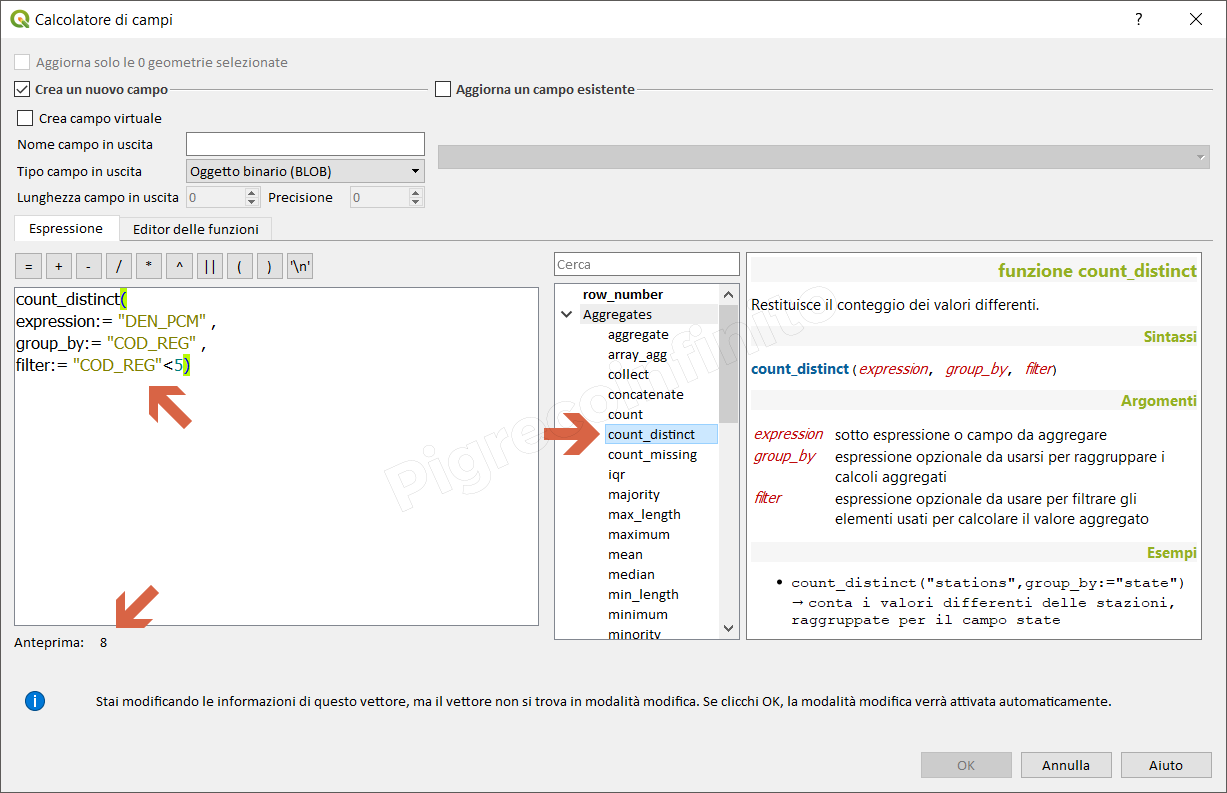 Calcolatore di campi
?
Aggiorna solo le 0 geometrie selezionate
Crea un nuovo campo
Aggiorna un campo esistente
Crea campo virtuale
Nome campo in uscita
Tipo campo in uscita
Oggetto binario (BLOB)
Lunghezza campo in uscita
0
Precisione
0
Espressione
Editor delle funzioni
= + - / * ^ || ( ) '\n'
count_distinct(
expression:= "DEN_PCM" ,
group_by:= "COD_REG" ,
filter:= "COD_REG"<5)
Anteprima: 8
Cerca
row_number
Aggregates
aggregate
array_agg
collect
concatenate
count
count_distinct
count_missing
iqr
majority
max_length
maximum
mean
median
min_length
minimum
minority
funzione count_distinct
Restituisce il conteggio dei valori differenti.
Sintassi
count_distinct(expression, group_by, filter)
Argomenti
expression sotto espressione o campo da aggregare
group_by espressione opzionale da usarsi per raggruppare i
calcoli aggregati
filter espressione opzionale da usare per filtrare gli
elementi usati per calcolare il valore aggregato
Esempi
• count_distinct("stations",group_by:="state")
→ conta i valori differenti delle stazioni,
raggruppate per il campo state
Pigrecoinfinito
i
Stai modificando le informazioni di questo vettore, ma il vettore non si trova in modalità modifica. Se clicchi OK, la modalità modifica verrà attivata automaticamente.
OK
Annulla
Aiuto